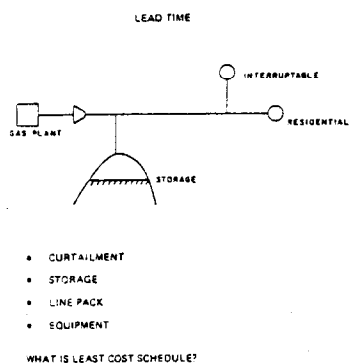 LEAD TIME
INTERRUPTABLE
GAS PLANT
RESIDENTIAL
STORAGE
• CURTAILMENT
• STORAGE
• LINE PACK
• EQUIPMENT
WHAT IS LEAST COST SCHEDULE?